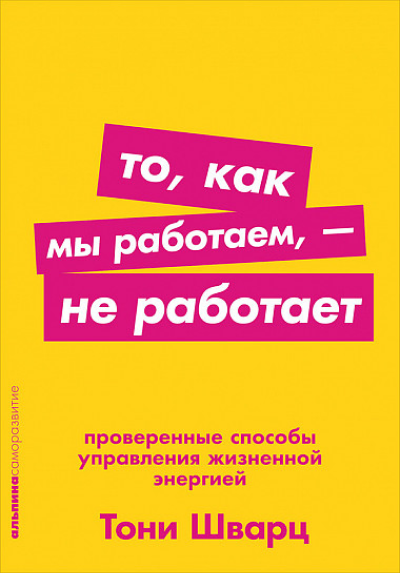 то, как
мы работаем, —
не работает
проверенные способы
управления жизненной
энергией
Тони Шварц
альпинасаморазвитие